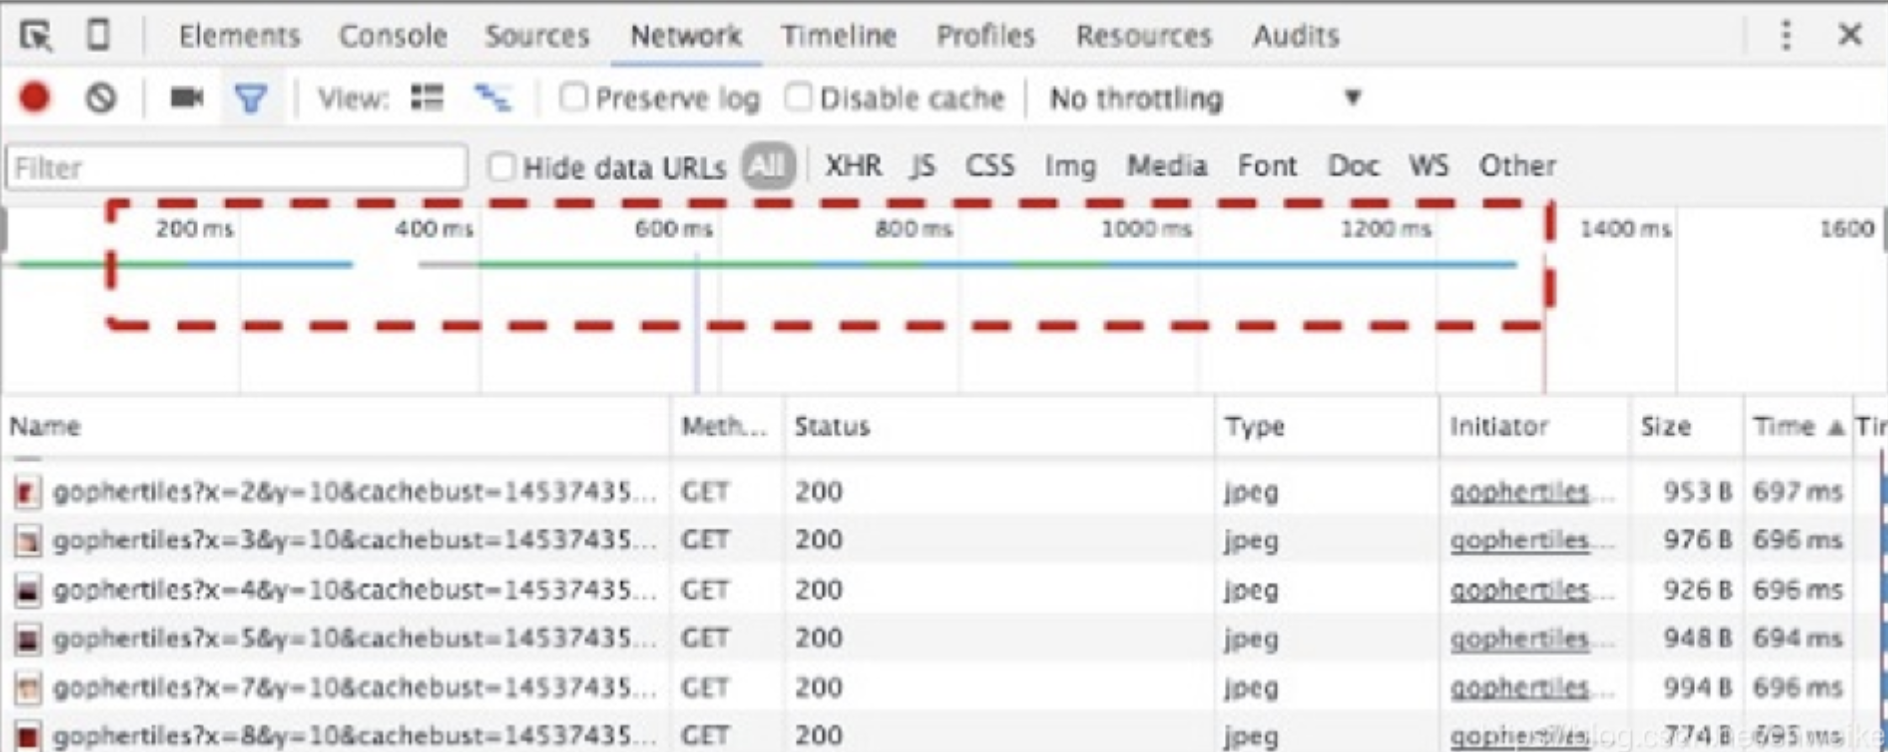 Elements Console Sources Network Timeline Profiles Resources Audits
View: Preserve log Disable cache No throttling
Filter Hide data URLs All XHR JS CSS Img Media Font Doc WS Other
200 ms 400 ms 600 ms 800 ms 1000 ms 1200 ms 1400 ms 1600
Name Meth... Status Type Initiator Size Time Tir
gophertiles?x=2&y=10&cachebust=14537435... GET 200 jpeg gophertiles... 953 B 697 ms
gophertiles?x=3&y=10&cachebust=14537435... GET 200 jpeg gophertiles... 976 B 696 ms
gophertiles?x=4&y=10&cachebust=14537435... GET 200 jpeg gophertiles... 926 B 696 ms
gophertiles?x=5&y=10&cachebust=14537435... GET 200 jpeg gophertiles... 948 B 694 ms
gophertiles?x=7&y=10&cachebust=14537435... GET 200 jpeg gophertiles... 994 B 696 ms
gophertiles?x=8&y=10&cachebust=14537435... GET 200 jpeg gophertiles 774 B 695 ms